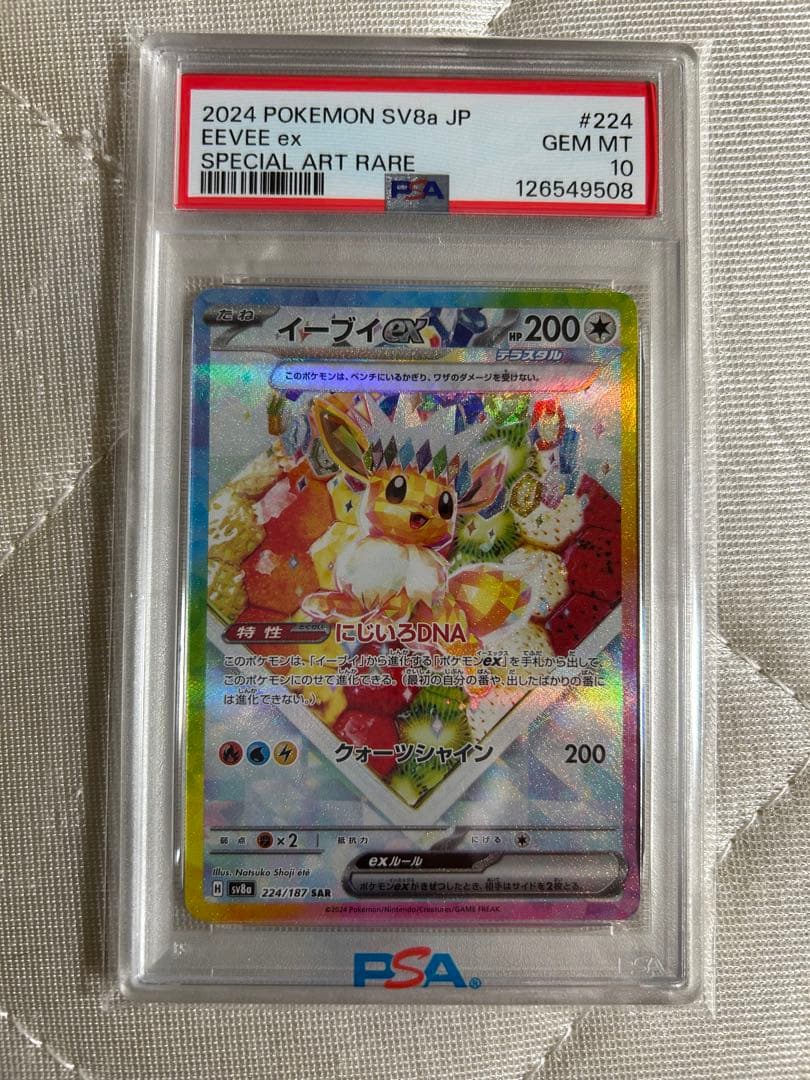 2024 POKEMON SV8a JP #224
EEVEE ex GEM MT
SPECIAL ART RARE 10
PSA 126549508
たね イーブイex HP200
テラスタル
このポケモンは、ベンチにいるかぎり、ワザのダメージを受けない。
特性 にじいろDNA
このポケモンは、「イーブイ」から進化する「ポケモンex」を手札から出して、
このポケモンにのせて進化できる。(最初の自分の番や、出したばかりの番に
は進化できない。)
クォーツシャイン 200
弱点 ×2 抵抗力 にげる
exルール
ポケモンexがきぜつしたとき、相手はサイドを2枚とる。
Illus. Natsuko Shoji été
H sv8a 224/187 SAR
©2024 Pokémon/Nintendo/Creatures/GAME FREAK.
PSA
PSA